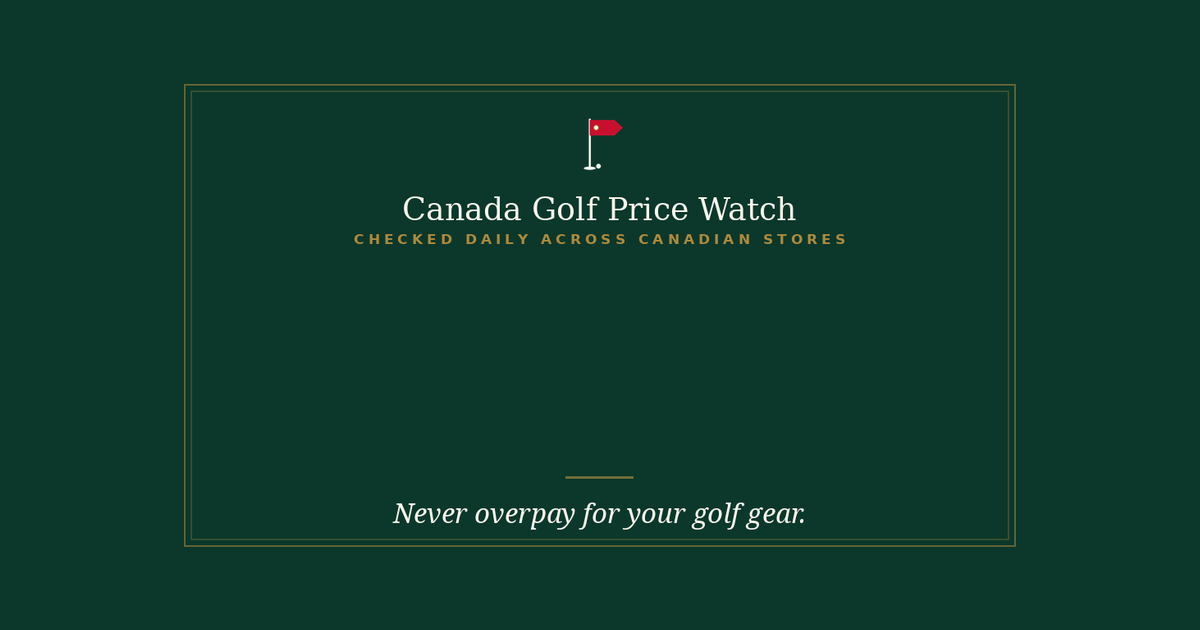 Canada Golf Price Watch
CHECKED DAILY ACROSS CANADIAN STORES
Never overpay for your golf gear.